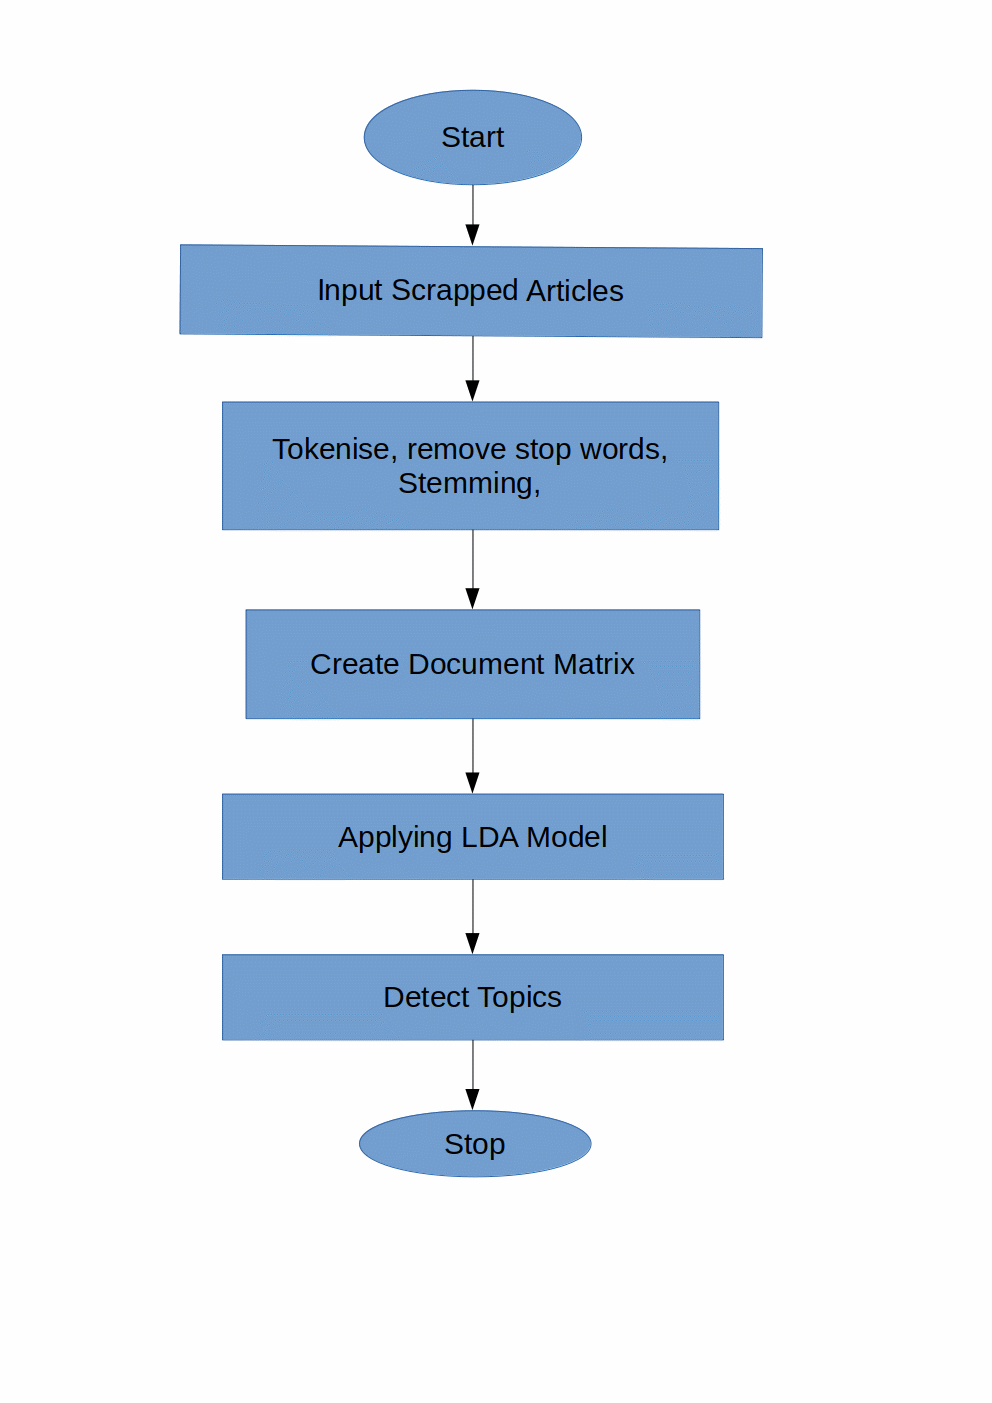 Start
Input Scrapped Articles
Tokenise, remove stop words,
Stemming,
Create Document Matrix
Applying LDA Model
Detect Topics
Stop